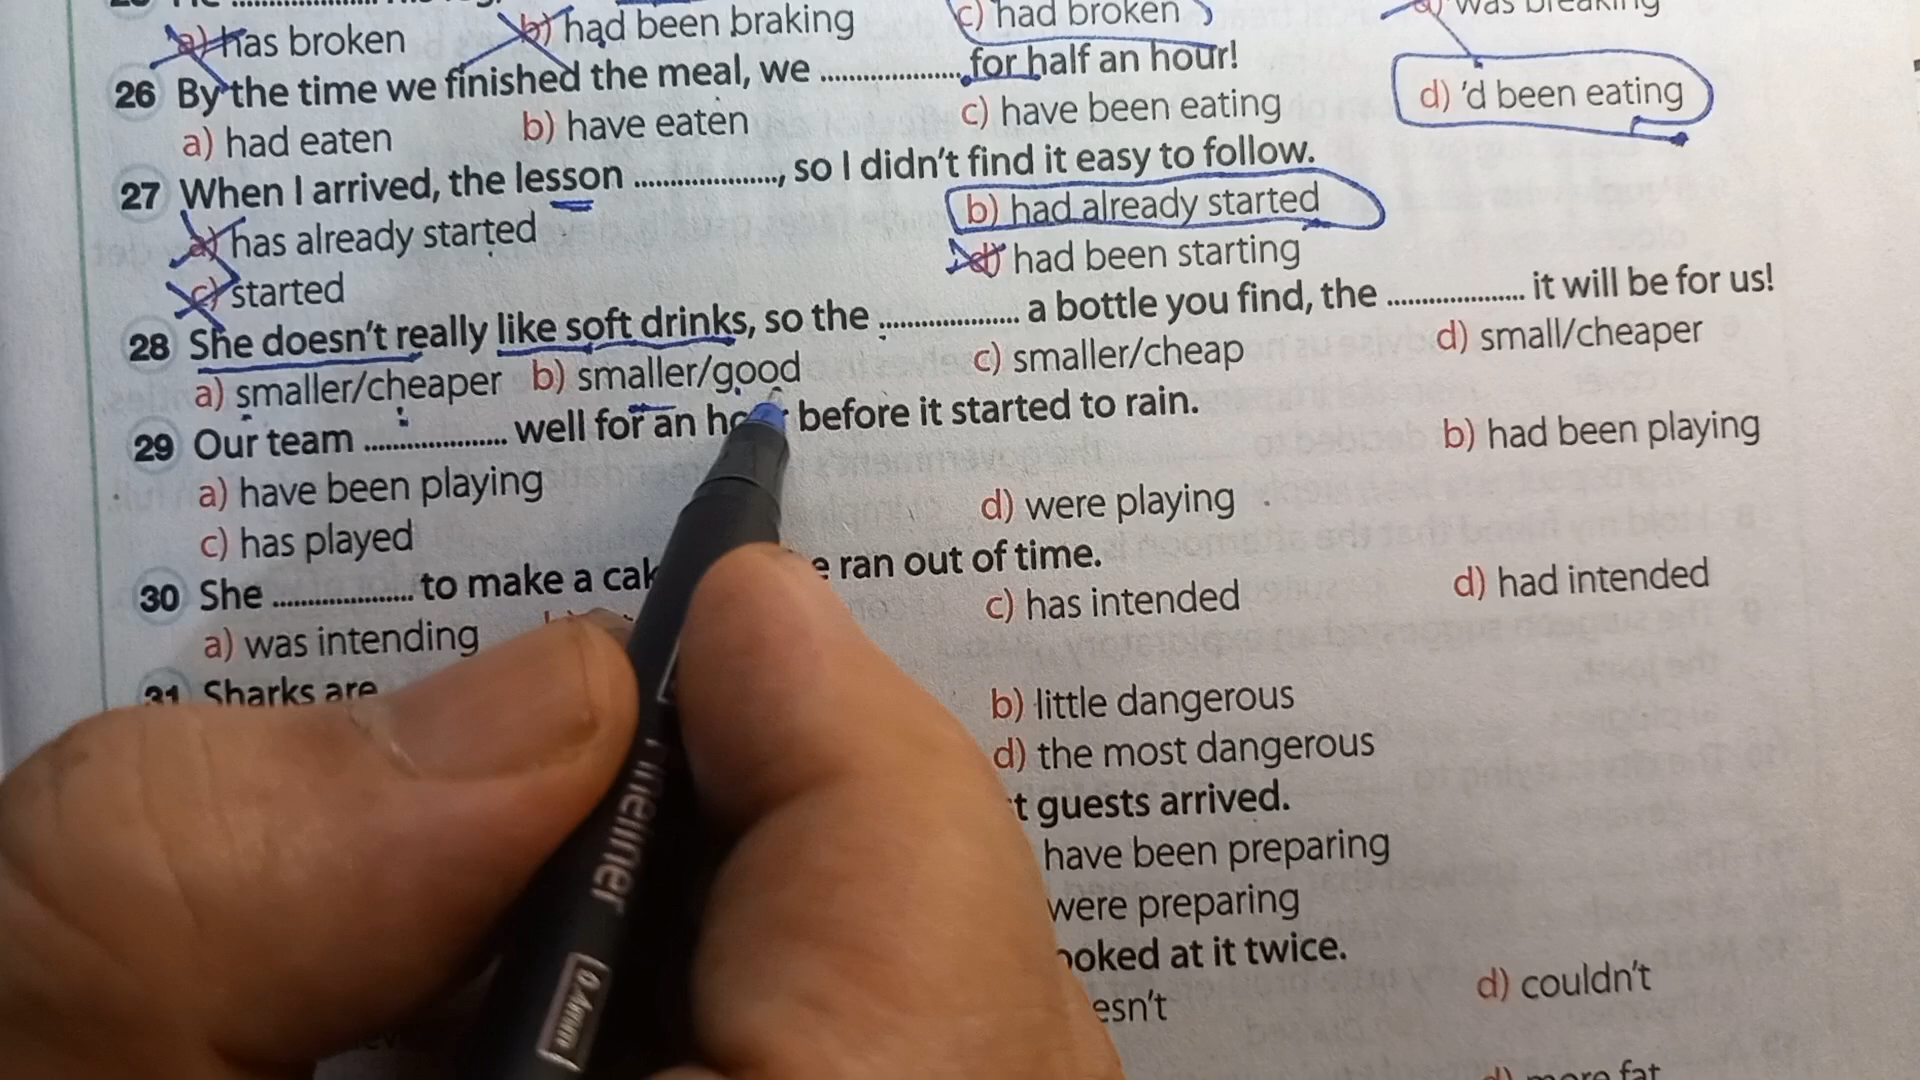 a) has broken b) had been braking c) had broken d) was breaking
26 By the time we finished the meal, we .................... for half an hour!
a) had eaten b) have eaten c) have been eating d) 'd been eating
27 When I arrived, the lesson ...................., so I didn't find it easy to follow.
a) has already started b) had already started
c) started d) had been starting
28 She doesn't really like soft drinks, so the .................... a bottle you find, the .................... it will be for us!
a) smaller/cheaper b) smaller/good c) smaller/cheap d) small/cheaper
29 Our team .................... well for an hour before it started to rain.
a) have been playing b) had been playing
c) has played d) were playing
30 She .................... to make a cak ran out of time.
a) was intending c) has intended d) had intended
31 Sharks are
b) little dangerous
d) the most dangerous
guests arrived.
have been preparing
were preparing
at it twice.
d) couldn't
d) more fat
0.4mm